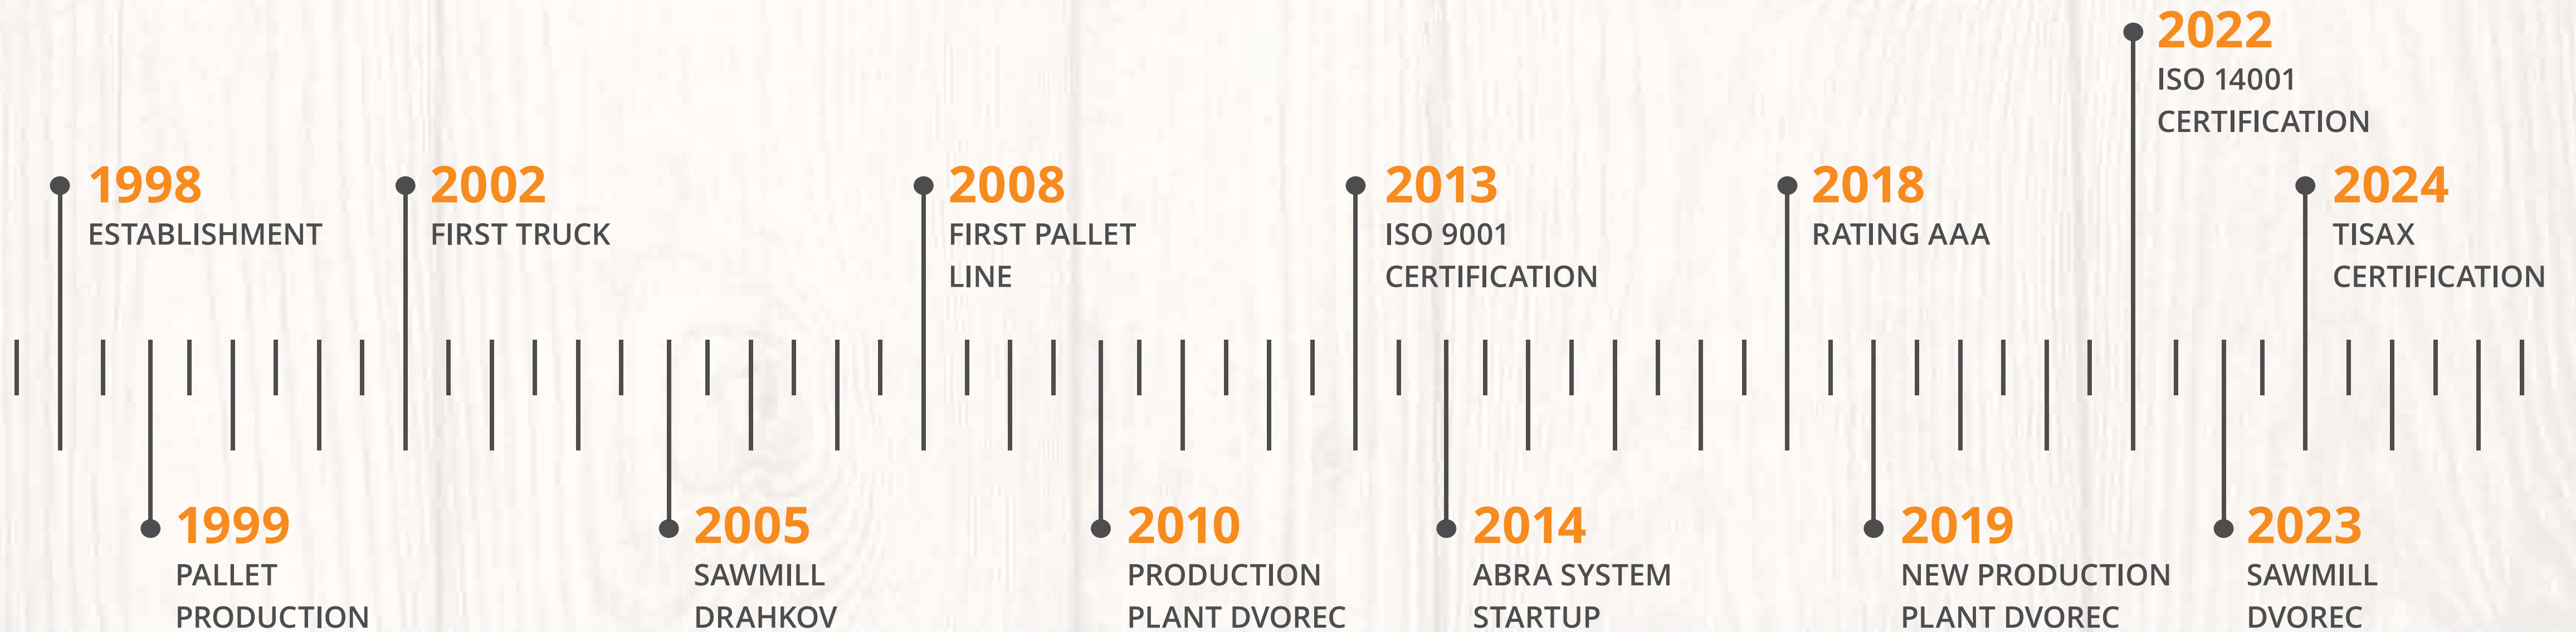 1998
ESTABLISHMENT
1999
PALLET
PRODUCTION
2002
FIRST TRUCK
2005
SAWMILL
DRAHKOV
2008
FIRST PALLET
LINE
2010
PRODUCTION
PLANT DVOREC
2013
ISO 9001
CERTIFICATION
2014
ABRA SYSTEM
STARTUP
2018
RATING AAA
2019
NEW PRODUCTION
PLANT DVOREC
2022
ISO 14001
CERTIFICATION
2023
SAWMILL
DVOREC
2024
TISAX
CERTIFICATION